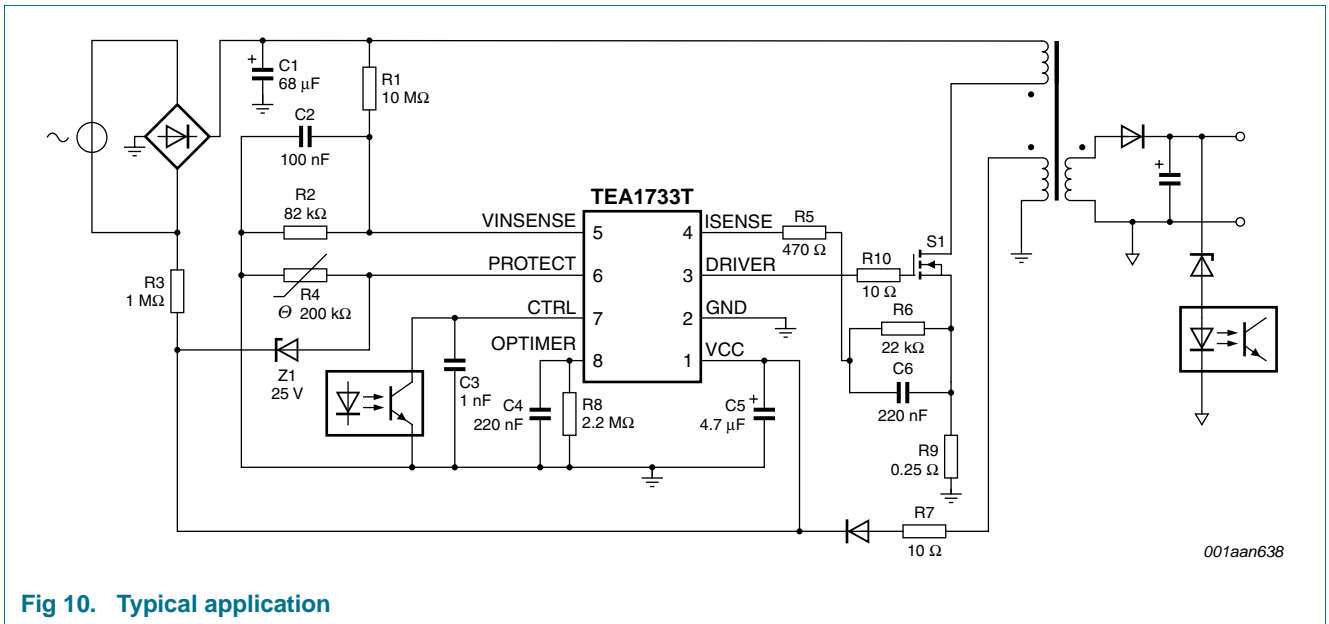 C1
68 μF
R1
10 MΩ
C2
100 nF
R2
82 kΩ
TEA1733T
VINSENSE
5
4
ISENSE
R5
470 Ω
S1
PROTECT
6
3
DRIVER
R10
10 Ω
R3
1 MΩ
R4
Θ 200 kΩ
CTRL
7
2
GND
R6
22 kΩ
OPTIMER
8
1
VCC
Z1
25 V
C3
1 nF
C4
220 nF
R8
2.2 MΩ
C5
4.7 μF
C6
220 nF
R9
0.25 Ω
R7
10 Ω
001aan638
Fig 10. Typical application